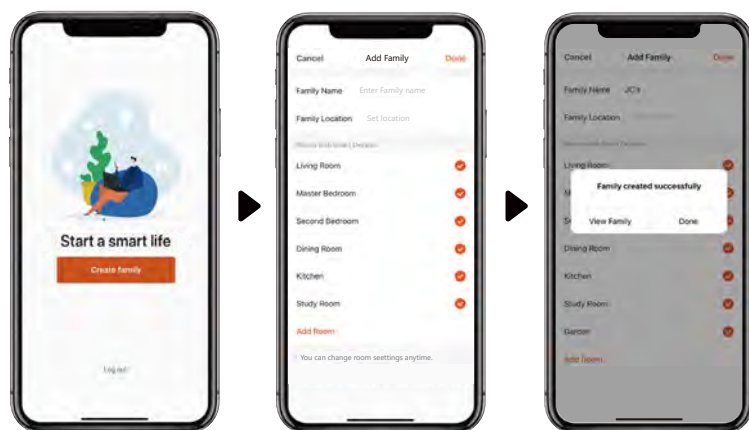 Start a smart life
Create family
Log out
Cancel Add Family Done
Family Name Enter Family name
Family Location Set location
Living Room
Master Bedroom
Second Bedroom
Dining Room
Kitchen
Study Room
Add Room
You can change room seettings anytime.
Cancel Add Family Done
Family Name JC's
Family Location
Living Room
Family created successfully
View Family Done
Dining Room
Kitchen
Study Room
Garden
Add Room